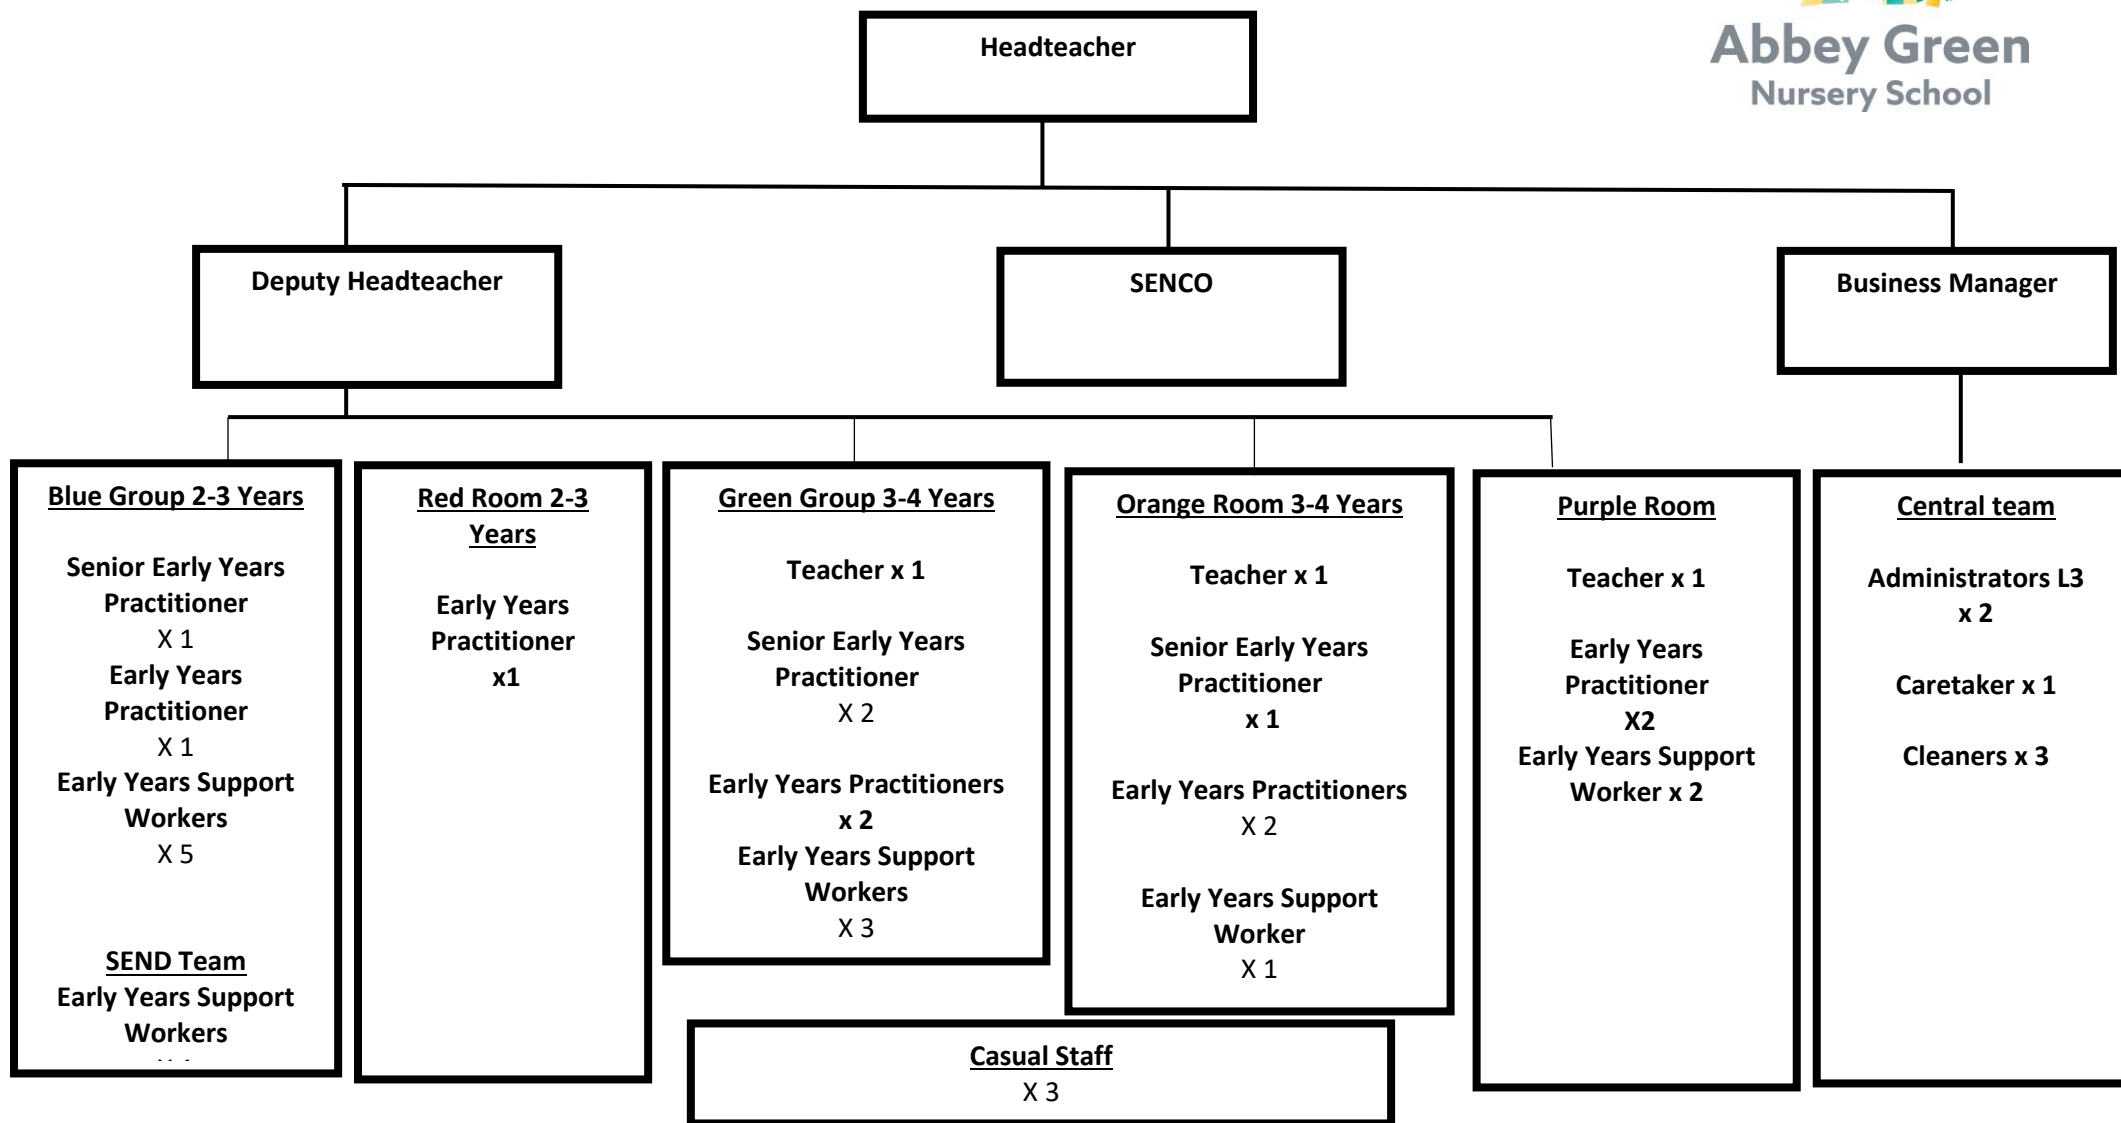 Abbey Green
Nursery School
Headteacher
Deputy Headteacher
SENCO
Business Manager
Blue Group 2-3 Years
Senior Early Years
Practitioner
X 1
Early Years
Practitioner
X 1
Early Years Support
Workers
X 5
SEND Team
Early Years Support
Workers
Red Room 2-3
Years
Early Years
Practitioner
x1
Green Group 3-4 Years
Teacher x 1
Senior Early Years
Practitioner
X 2
Early Years Practitioners
x 2
Early Years Support
Workers
X 3
Orange Room 3-4 Years
Teacher x 1
Senior Early Years
Practitioner
x 1
Early Years Practitioners
X 2
Early Years Support
Worker
X 1
Purple Room
Teacher x 1
Early Years
Practitioner
X2
Early Years Support
Worker x 2
Central team
Administrators L3
x 2
Caretaker x 1
Cleaners x 3
Casual Staff
X 3